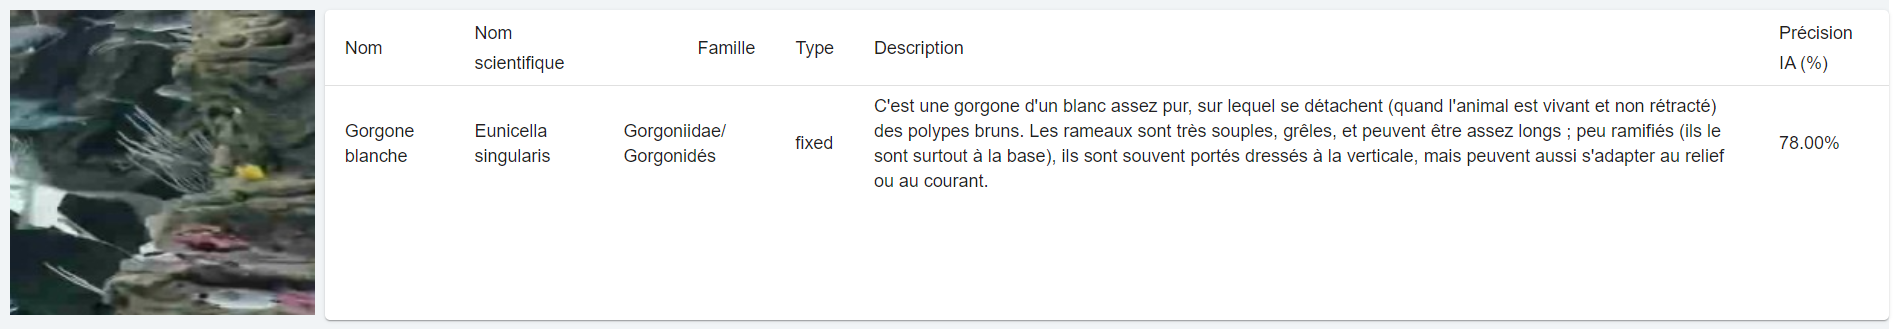 Nom
Nom
scientifique
Famille
Type
Description
Précision
IA (%)
Gorgone
blanche
Eunicella
singularis
Gorgoniidae/
Gorgonidés
fixed
C'est une gorgone d'un blanc assez pur, sur lequel se détachent (quand l'animal est vivant et non rétracté)
des polypes bruns. Les rameaux sont très souples, grêles, et peuvent être assez longs ; peu ramifiés (ils le
sont surtout à la base), ils sont souvent portés dressés à la verticale, mais peuvent aussi s'adapter au relief
ou au courant.
78.00%